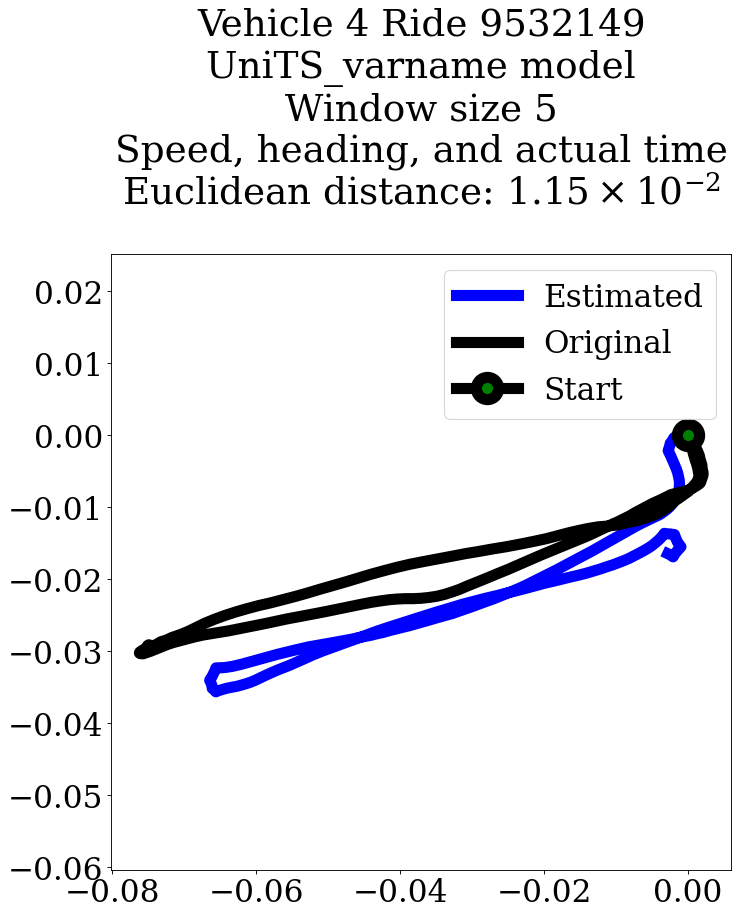 Vehicle 4 Ride 9532149
UniTS_varname model
Window size 5
Speed, heading, and actual time
Euclidean distance: 1.15 × 10⁻²
Estimated
Original
Start
0.02
0.01
0.00
−0.01
−0.02
−0.03
−0.04
−0.05
−0.06
−0.08 −0.06 −0.04 −0.02 0.00